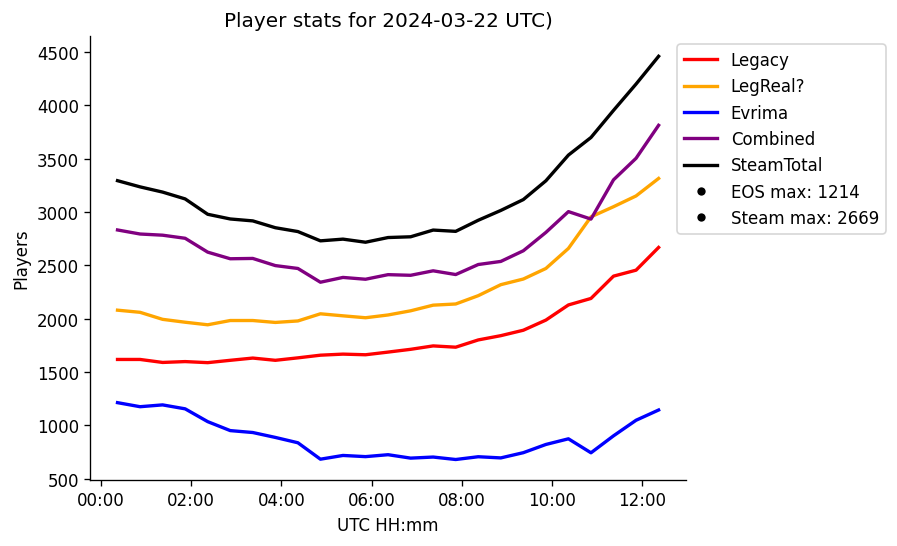 Player stats for 2024-03-22 UTC)
4500
4000
3500
3000
2500
2000
1500
1000
500
Players
00:00 02:00 04:00 06:00 08:00 10:00 12:00
UTC HH:mm
Legacy
LegReal?
Evrima
Combined
SteamTotal
EOS max: 1214
Steam max: 2669